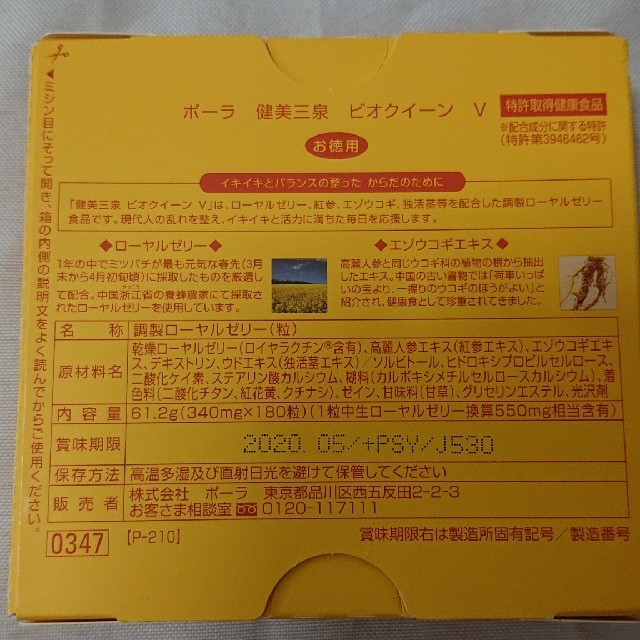 ポーラ 健美三泉 ビオクイーン V
特許取得健康食品
※配合成分に関する特許
(特許第3946462号)
お徳用
イキイキとバランスの整った からだのために
「健美三泉 ビオクイーン V」は、ローヤルゼリー、紅参、エゾウコギ、独活茎等を配合した調製ローヤルゼリー
食品です。現代人の乱れを整え、イキイキと活力に満ちた毎日を応援します。
◆ローヤルゼリー◆
1年の中でミツバチが最も元気な春先(3月
末から4月初旬頃)に採取したものを厳選し
て配合。中国浙江省の養蜂農家にて採取さ
れたローヤルゼリーを使用しています。
◆エゾウコギエキス◆
高麗人参と同じウコギ科の植物の根から抽
出したエキス。中国の古い書物では「荷車いっぱ
いの宝より、一握りのウコギのほうがよい」と
紹介され、健康食として珍重されてきました。
名称 調製ローヤルゼリー(粒)
原材料名 乾燥ローヤルゼリー(ロイヤラクチン®含有)、高麗人参エキス(紅参エキス)、エゾウコギエキ
ス、デキストリン、ウドエキス(独活茎エキス)/ソルビトール、ヒドロキシプロピルセルロース、
二酸化ケイ素、ステアリン酸カルシウム、糊料(カルボキシメチルセルロースカルシウム)、着
色料(二酸化チタン、紅花黄、クチナシ)、ゼイン、甘味料(甘草)、グリセリンエステル、光沢剤
内容量 61.2g(340mg×180粒)(1粒中生ローヤルゼリー換算550mg相当含有)
賞味期限 2020.05/+PSY/J530
保存方法 高温多湿及び直射日光を避けて保管してください
販売者 株式会社 ポーラ 東京都品川区西五反田2-2-3
お客さま相談室 0120-117111
0347
[P-210]
賞味期限右は製造所固有記号/製造番号
◀ミシン目にそって開き、箱の内側の説明文をよく読んでからご使用ください。